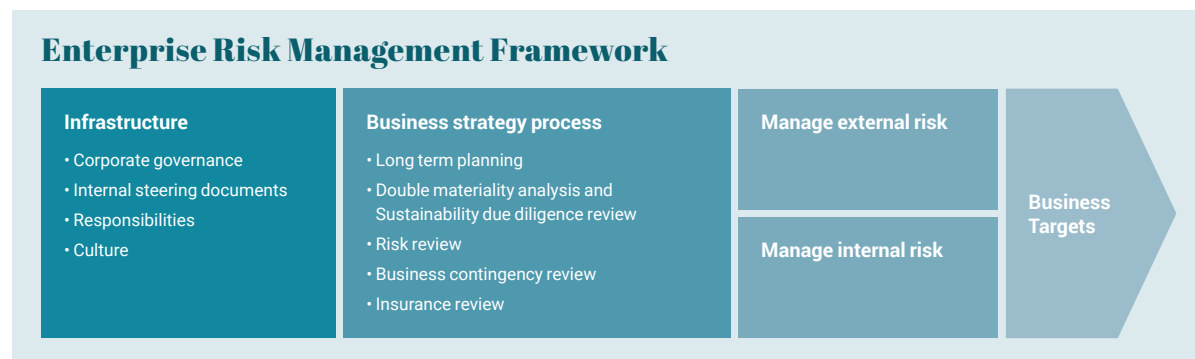 Enterprise Risk Management Framework
Infrastructure
• Corporate governance
• Internal steering documents
• Responsibilities
• Culture
Business strategy process
• Long term planning
• Double materiality analysis and
Sustainability due diligence review
• Risk review
• Business contingency review
• Insurance review
Manage external risk
Manage internal risk
Business
Targets